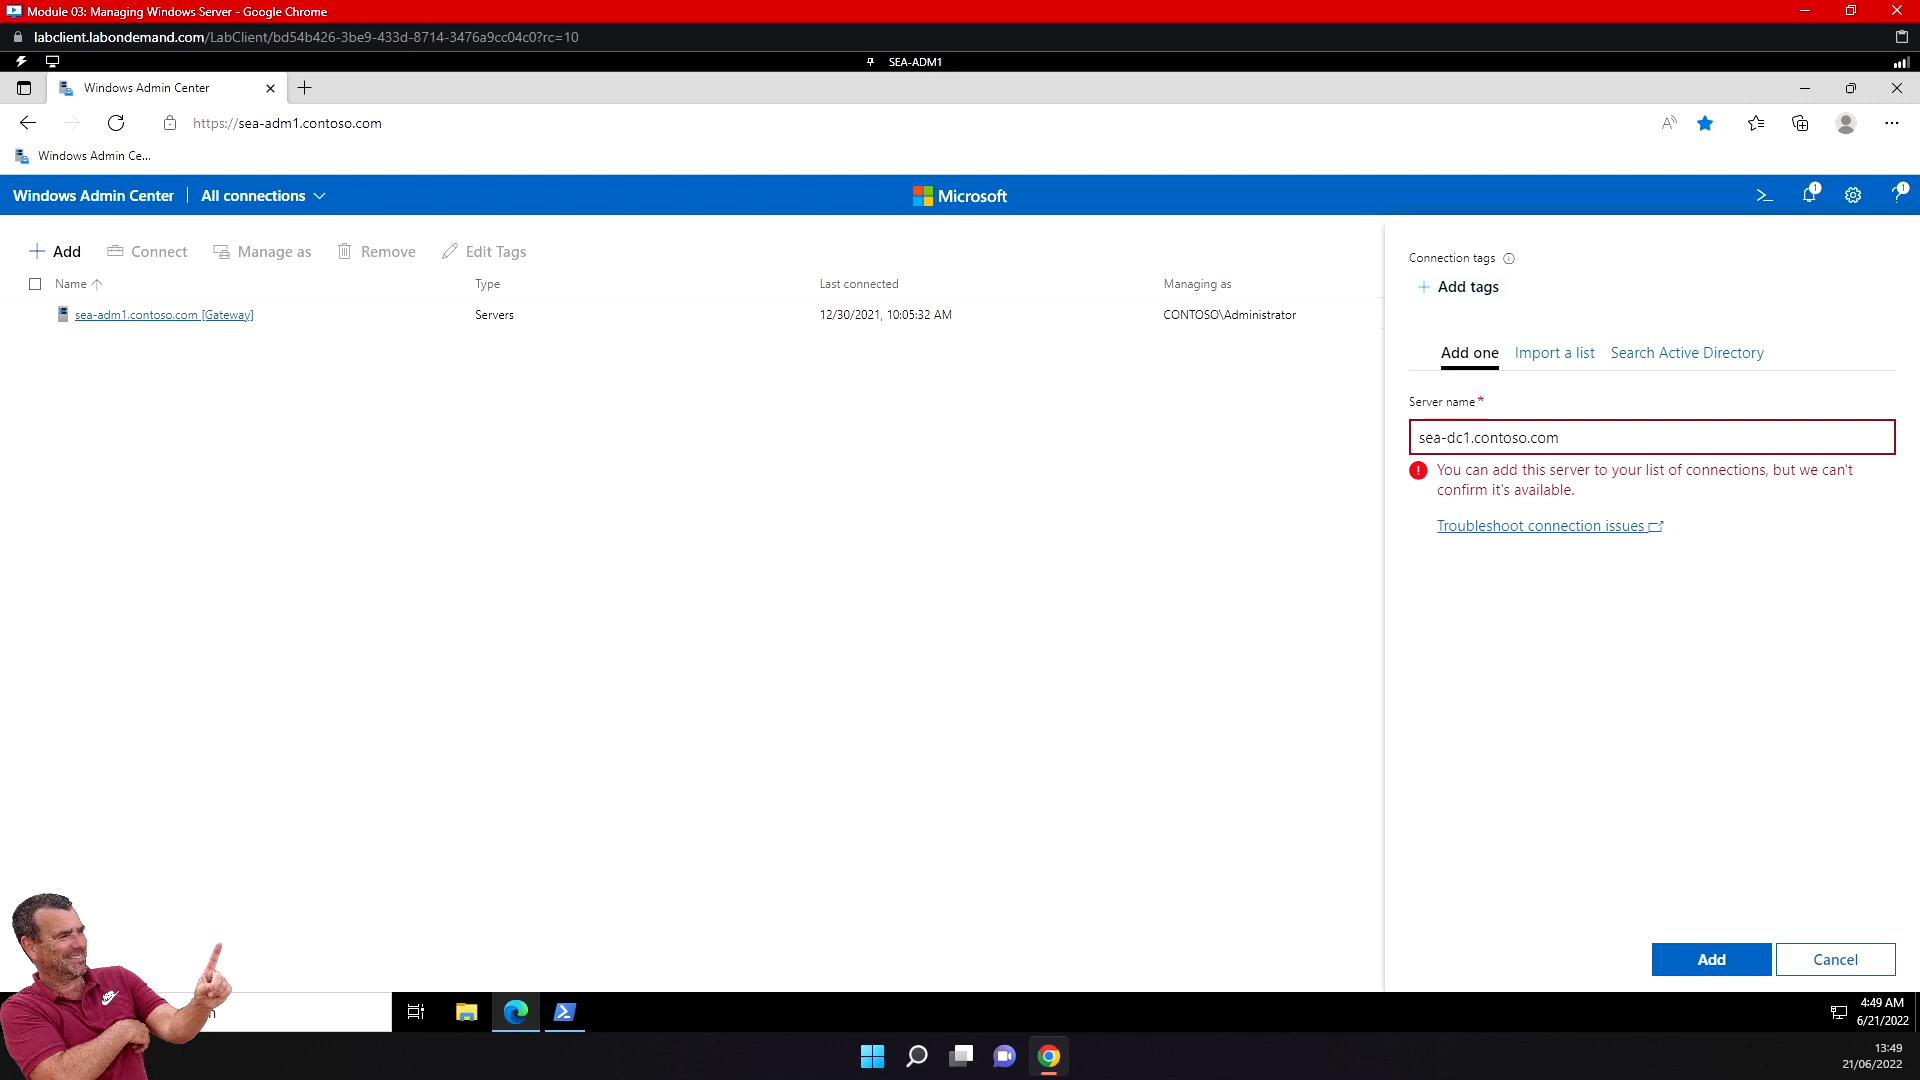 Module 03: Managing Windows Server - Google Chrome
labclient.labondemand.com/LabClient/bd54b426-3be9-433d-8714-3476a9cc04c0?rc=10
SEA-ADM1
Windows Admin Center
https://sea-adm1.contoso.com
Windows Admin Ce...
Windows Admin Center | All connections
Microsoft
1
1
Add Connect Manage as Remove Edit Tags
Name Type Last connected Managing as
sea-adm1.contoso.com [Gateway] Servers 12/30/2021, 10:05:32 AM CONTOSO\Administrator
Connection tags
Add tags
Add one Import a list Search Active Directory
Server name*
sea-dc1.contoso.com
You can add this server to your list of connections, but we can't
confirm it's available.
Troubleshoot connection issues
Add Cancel
4:49 AM
6/21/2022
13:49
21/06/2022